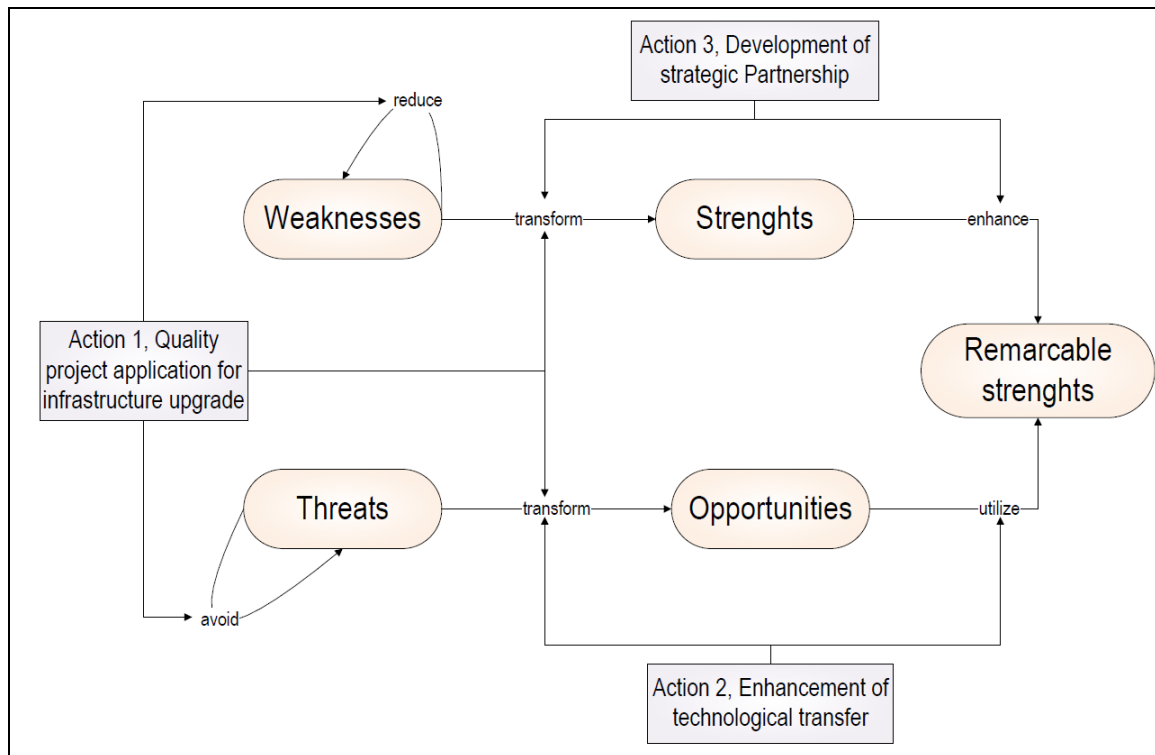 Action 3, Development of
strategic Partnership
reduce
Weaknesses
transform
Strenghts
enhance
Action 1, Quality
project application for
infrastructure upgrade
Remarcable
strenghts
Threats
transform
Opportunities
utilize
avoid
Action 2, Enhancement of
technological transfer